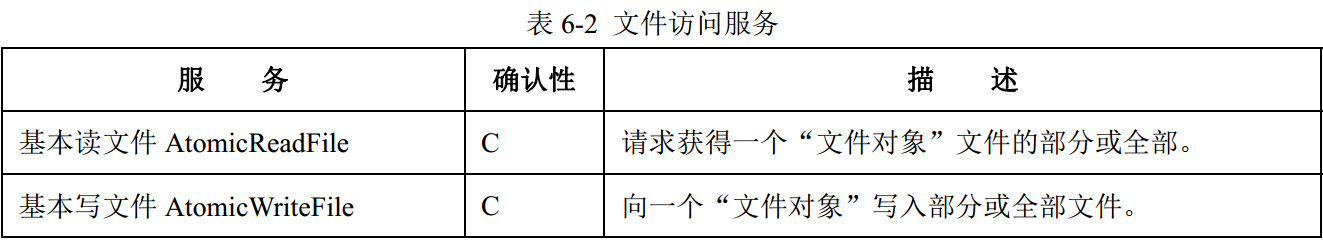 表 6-2 文件访问服务
服 务 确认性 描 述
基本读文件 AtomicReadFile C 请求获得一个“文件对象”文件的部分或全部。
基本写文件 AtomicWriteFile C 向一个“文件对象”写入部分或全部文件。